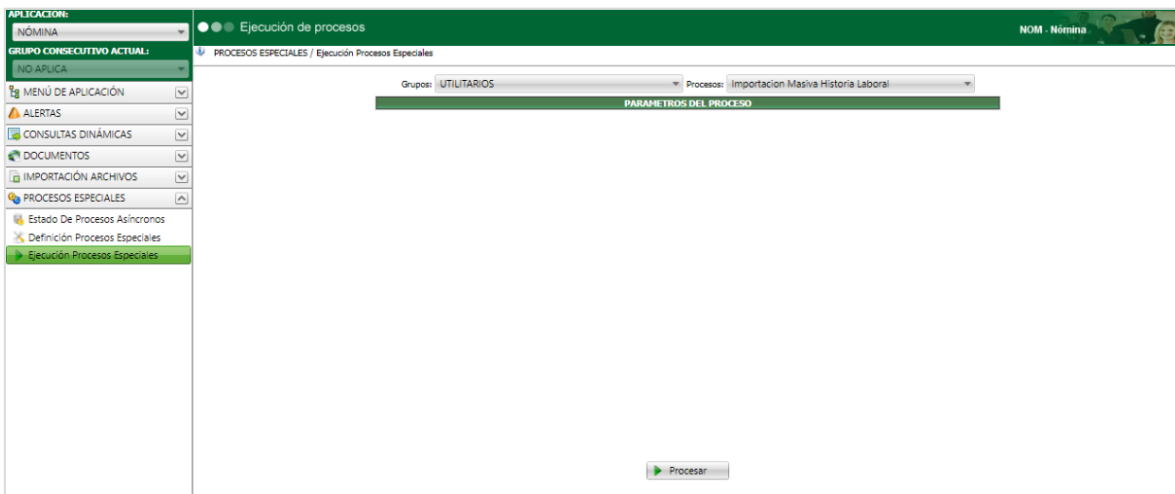 APLICACION:
NÓMINA
GRUPO CONSECUTIVO ACTUAL:
NO APLICA
MENÚ DE APLICACIÓN
ALERTAS
CONSULTAS DINÁMICAS
DOCUMENTOS
IMPORTACIÓN ARCHIVOS
PROCESOS ESPECIALES
Estado De Procesos Asíncronos
Definición Procesos Especiales
Ejecución Procesos Especiales
Ejecución de procesos
NOM - Nómina
PROCESOS ESPECIALES / Ejecución Procesos Especiales
Grupos: UTILITARIOS Procesos: Importacion Masiva Historia Laboral
PARAMETROS DEL PROCESO
Procesar